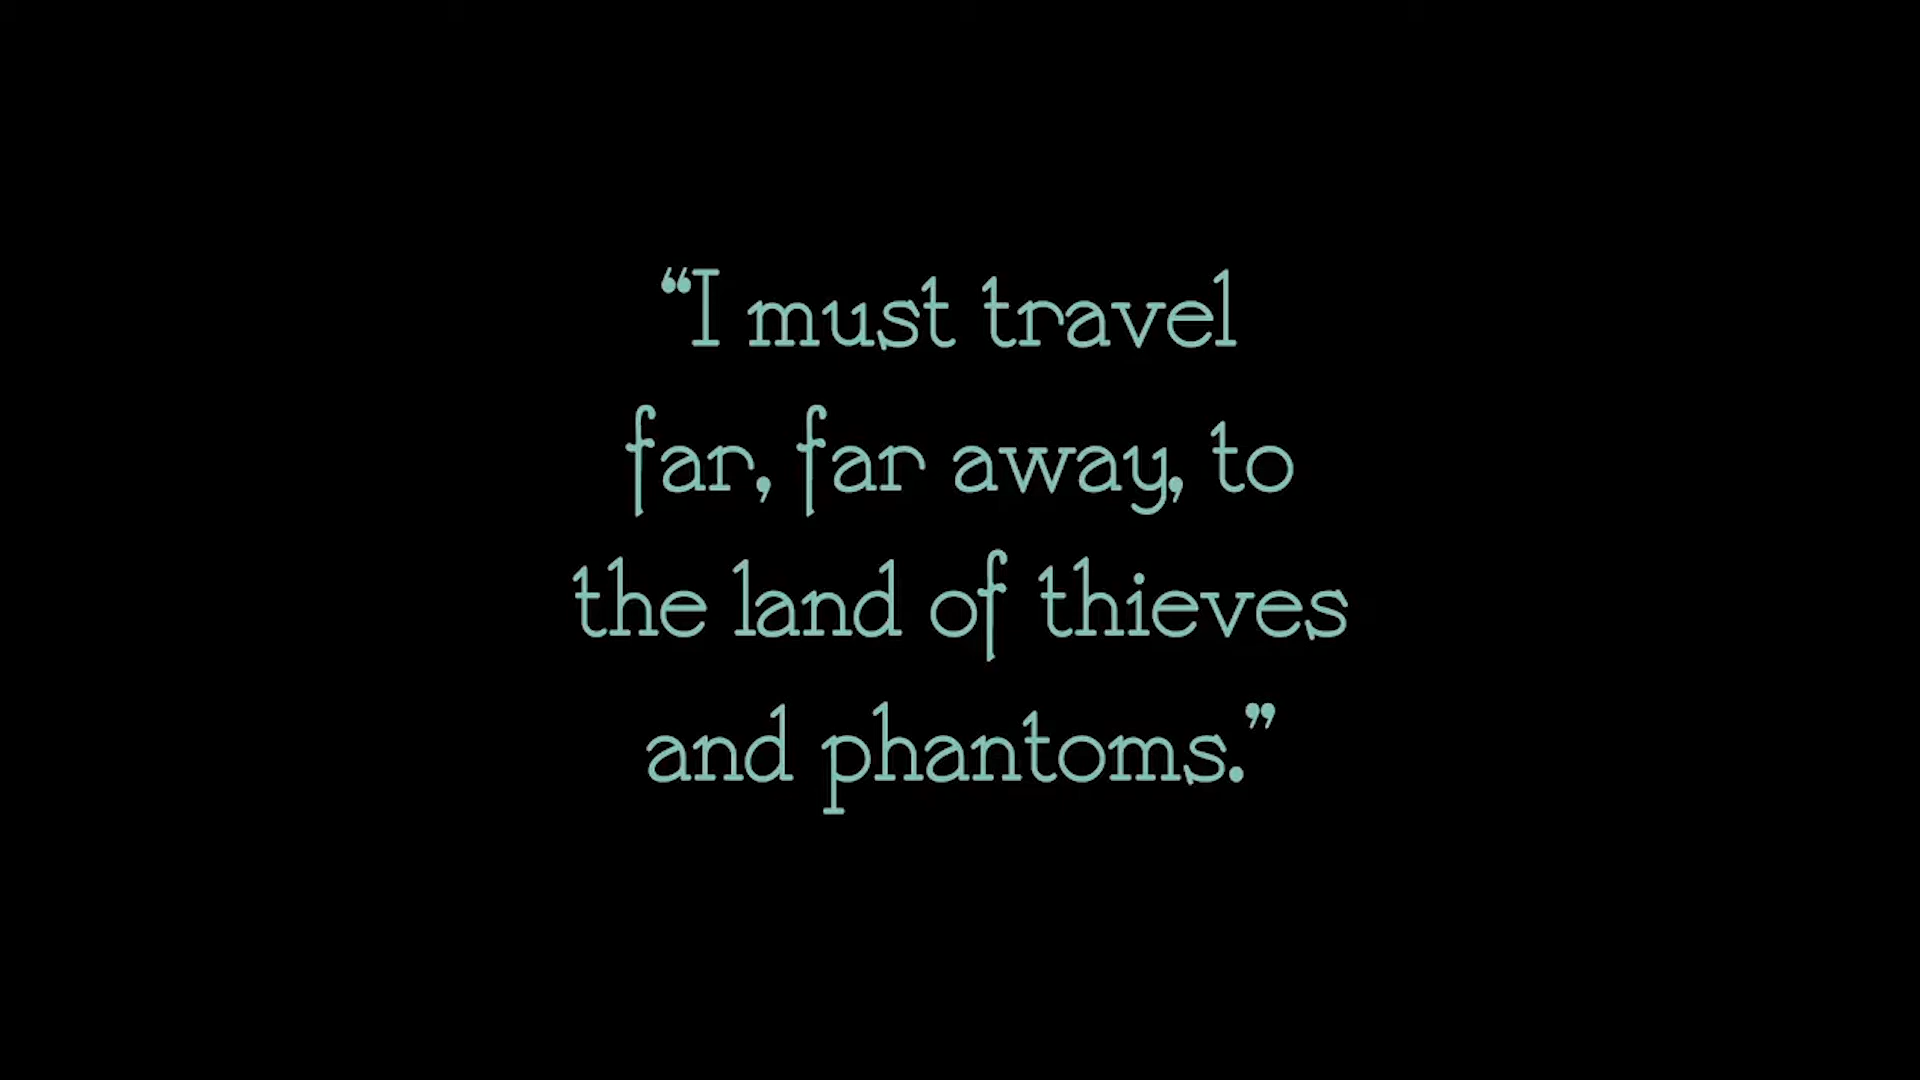 “I must travel
far, far away, to
the land of thieves
and phantoms.”